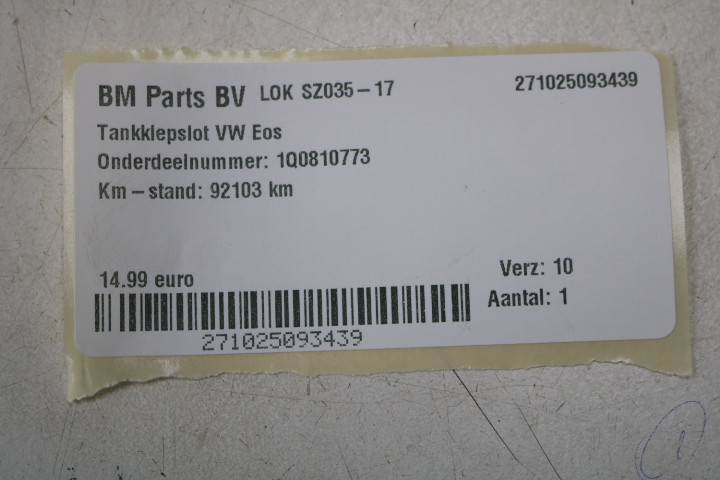 BM Parts BV LOK SZ035-17 271025093439
Tankklepslot VW Eos
Onderdeelnummer: 1Q0810773
Km-stand: 92103 km
14.99 euro Verz: 10
Aantal: 1
271025093439
1